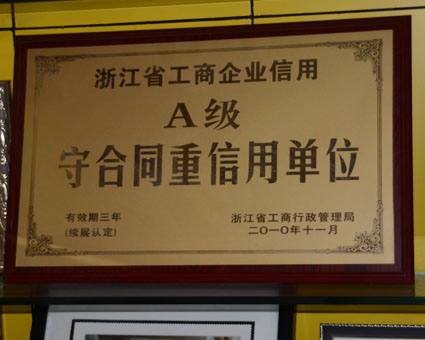 浙江省工商企业信用
A级
守合同重信用单位
有效期三年
(续展认定)
浙江省工商行政管理局
二〇一〇年十一月